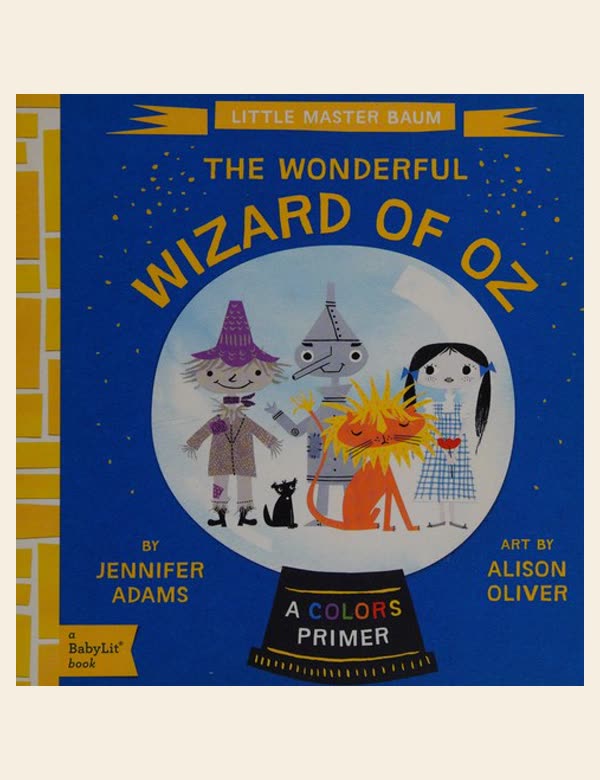 LITTLE MASTER BAUM
THE WONDERFUL
WIZARD OF OZ
BY
JENNIFER
ADAMS
ART BY
ALISON
OLIVER
A COLORS
PRIMER
a
BabyLit®
book